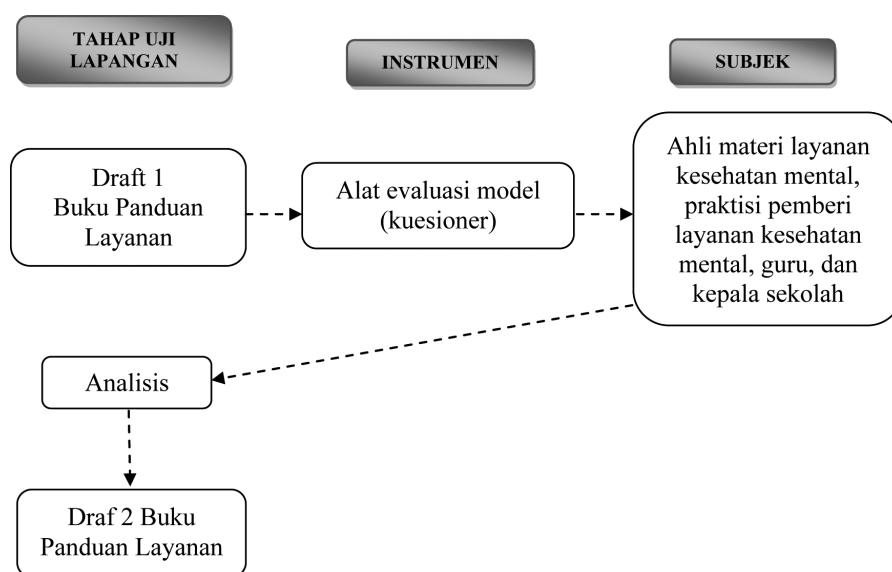 TAHAP UJI
LAPANGAN
INSTRUMEN
SUBJEK
Draft 1
Buku Panduan
Layanan
Alat evaluasi model
(kuesioner)
Ahli materi layanan
kesehatan mental,
praktisi pemberi
layanan kesehatan
mental, guru, dan
kepala sekolah
Analisis
Draf 2 Buku
Panduan Layanan